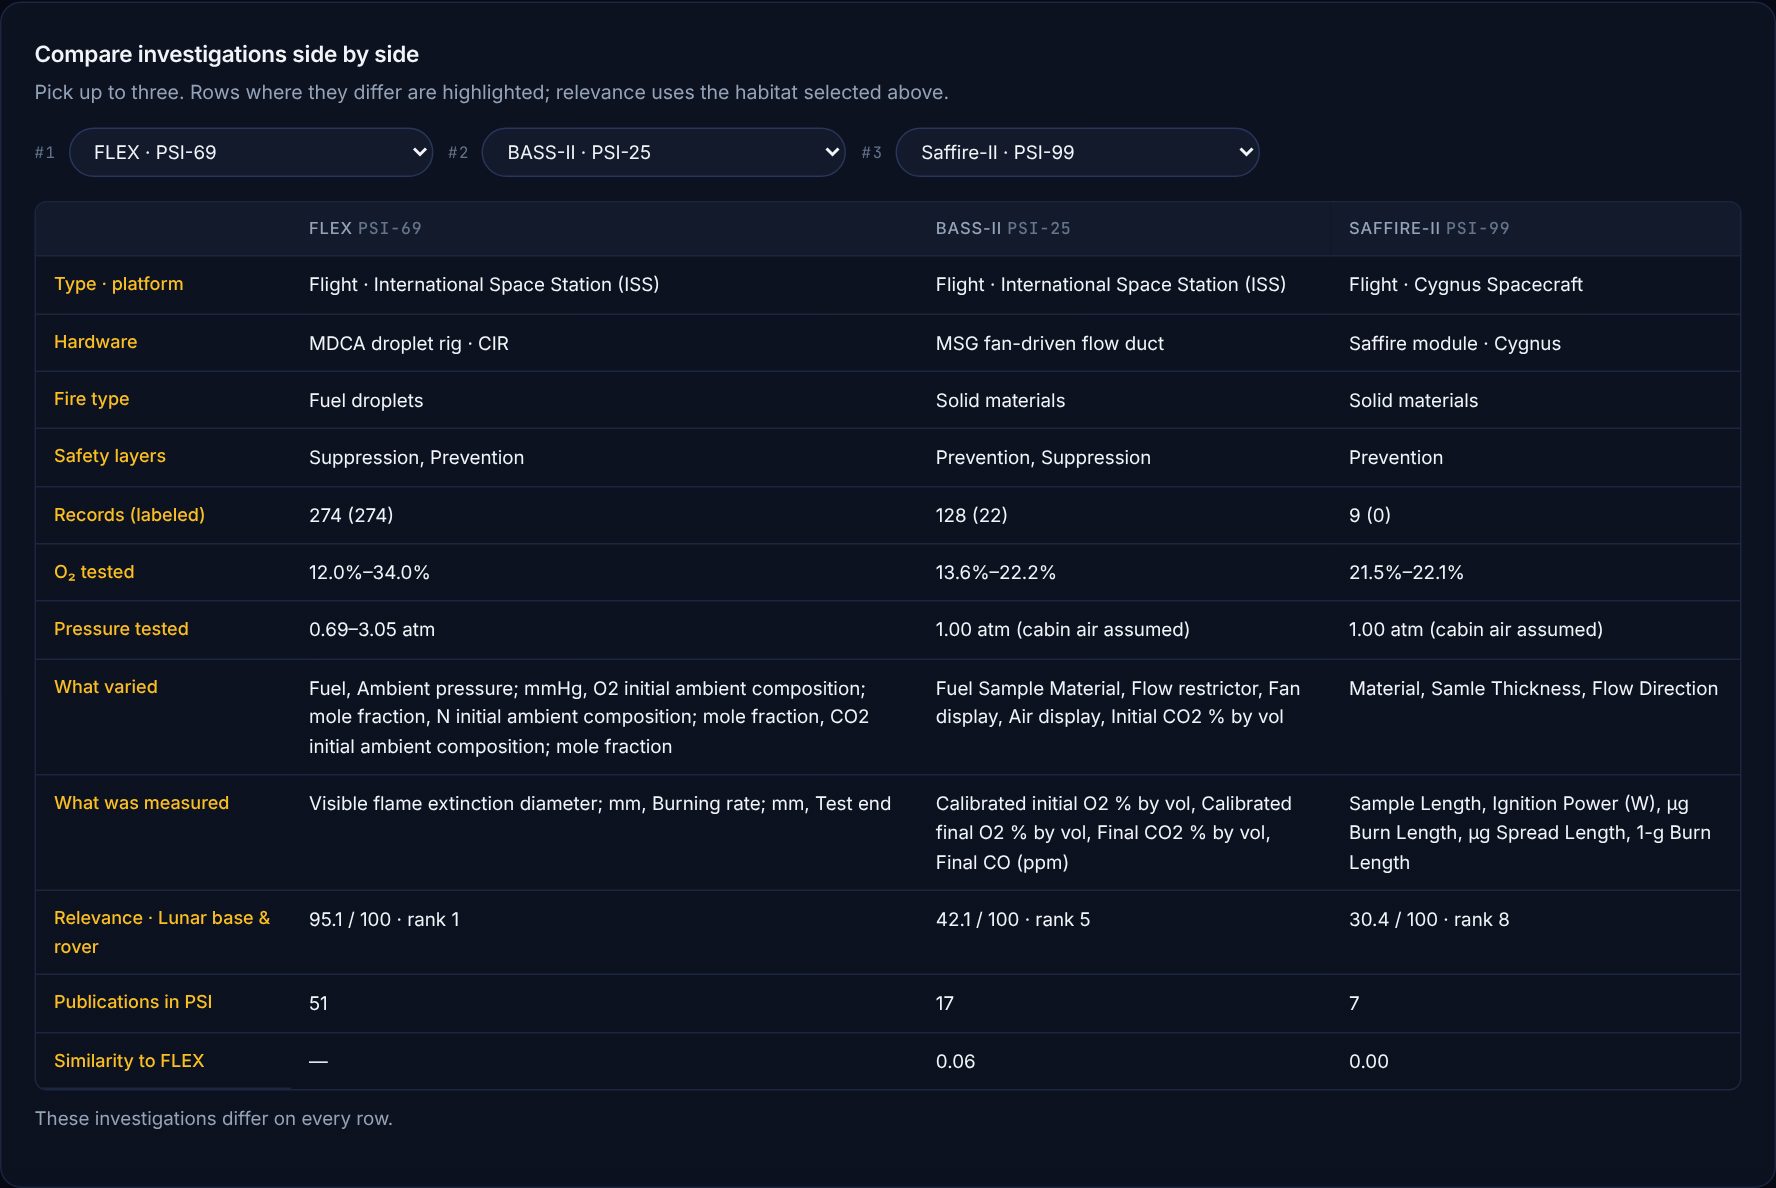 Compare investigations side by side
Pick up to three. Rows where they differ are highlighted; relevance uses the habitat selected above.
#1 FLEX · PSI-69 #2 BASS-II · PSI-25 #3 Saffire-II · PSI-99
FLEX PSI-69 BASS-II PSI-25 SAFFIRE-II PSI-99
Type · platform Flight · International Space Station (ISS) Flight · International Space Station (ISS) Flight · Cygnus Spacecraft
Hardware MDCA droplet rig · CIR MSG fan-driven flow duct Saffire module · Cygnus
Fire type Fuel droplets Solid materials Solid materials
Safety layers Suppression, Prevention Prevention, Suppression Prevention
Records (labeled) 274 (274) 128 (22) 9 (0)
O₂ tested 12.0%–34.0% 13.6%–22.2% 21.5%–22.1%
Pressure tested 0.69–3.05 atm 1.00 atm (cabin air assumed) 1.00 atm (cabin air assumed)
What varied Fuel, Ambient pressure; mmHg, O2 initial ambient composition; Fuel Sample Material, Flow restrictor, Fan Material, Samle Thickness, Flow Direction
mole fraction, N initial ambient composition; mole fraction, CO2 display, Air display, Initial CO2 % by vol
initial ambient composition; mole fraction
What was measured Visible flame extinction diameter; mm, Burning rate; mm, Test end Calibrated initial O2 % by vol, Calibrated Sample Length, Ignition Power (W), µg
final O2 % by vol, Final CO2 % by vol, Burn Length, µg Spread Length, 1-g Burn
Final CO (ppm) Length
Relevance · Lunar base & 95.1 / 100 · rank 1 42.1 / 100 · rank 5 30.4 / 100 · rank 8
rover
Publications in PSI 51 17 7
Similarity to FLEX — 0.06 0.00
These investigations differ on every row.